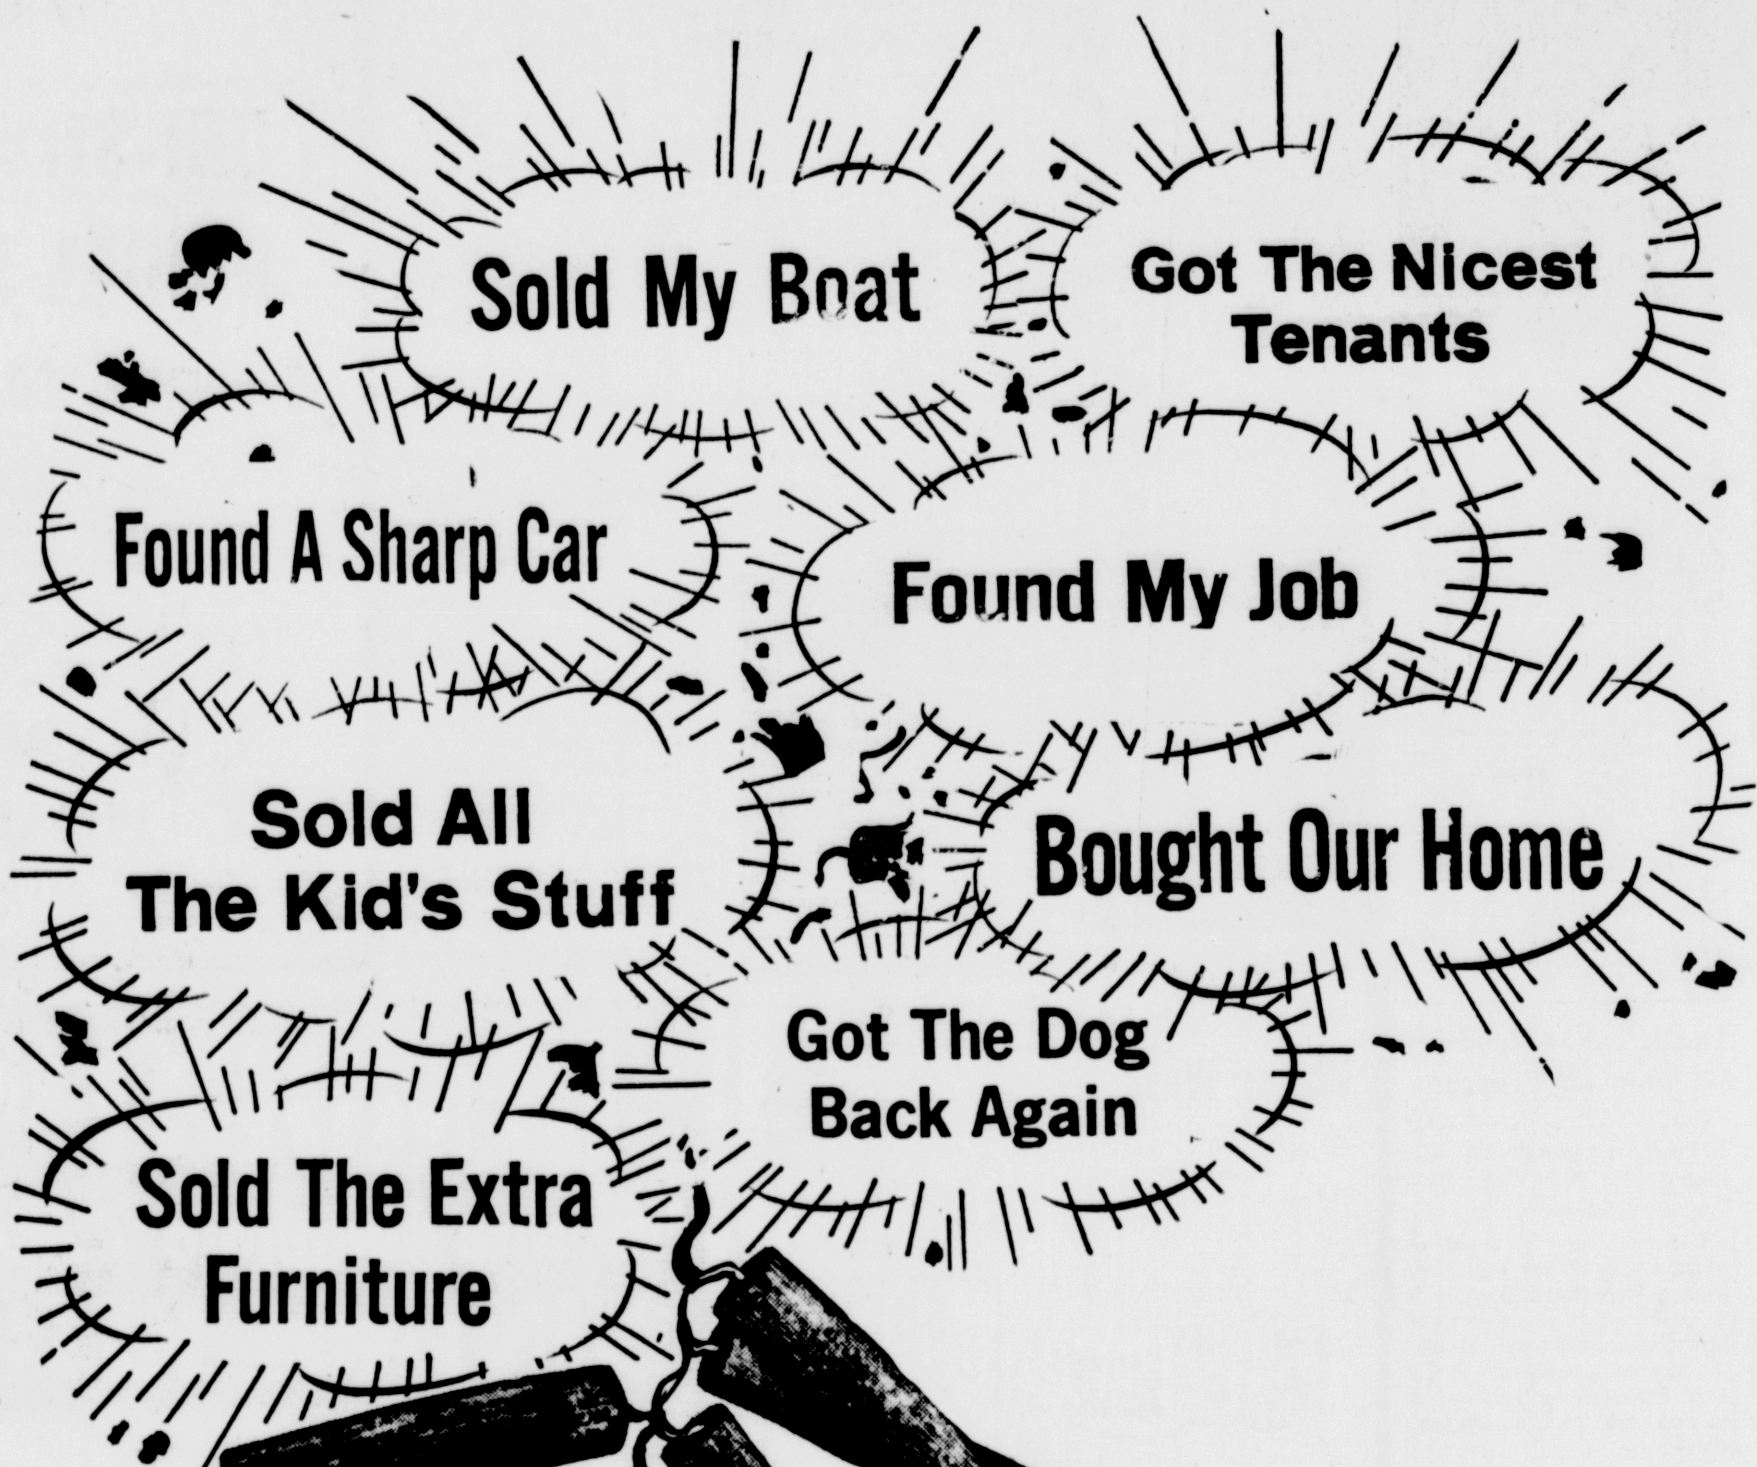 Sold My Boat
Got The Nicest
Tenants
Found A Sharp Car
Found My Job
Sold All
The Kid's Stuff
Bought Our Home
Got The Dog
Back Again
Sold The Extra
Furniture